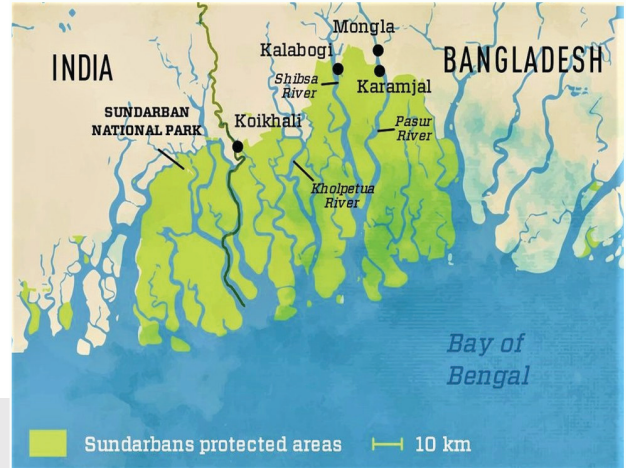 Mongla
Kalabogi
INDIA
BANGLADESH
Shibsa
River
Karamjal
SUNDARBAN
NATIONAL PARK
Koikhali
Pasur
River
Kholpetua
River
Bay of
Bengal
Sundarbans protected areas
10 km